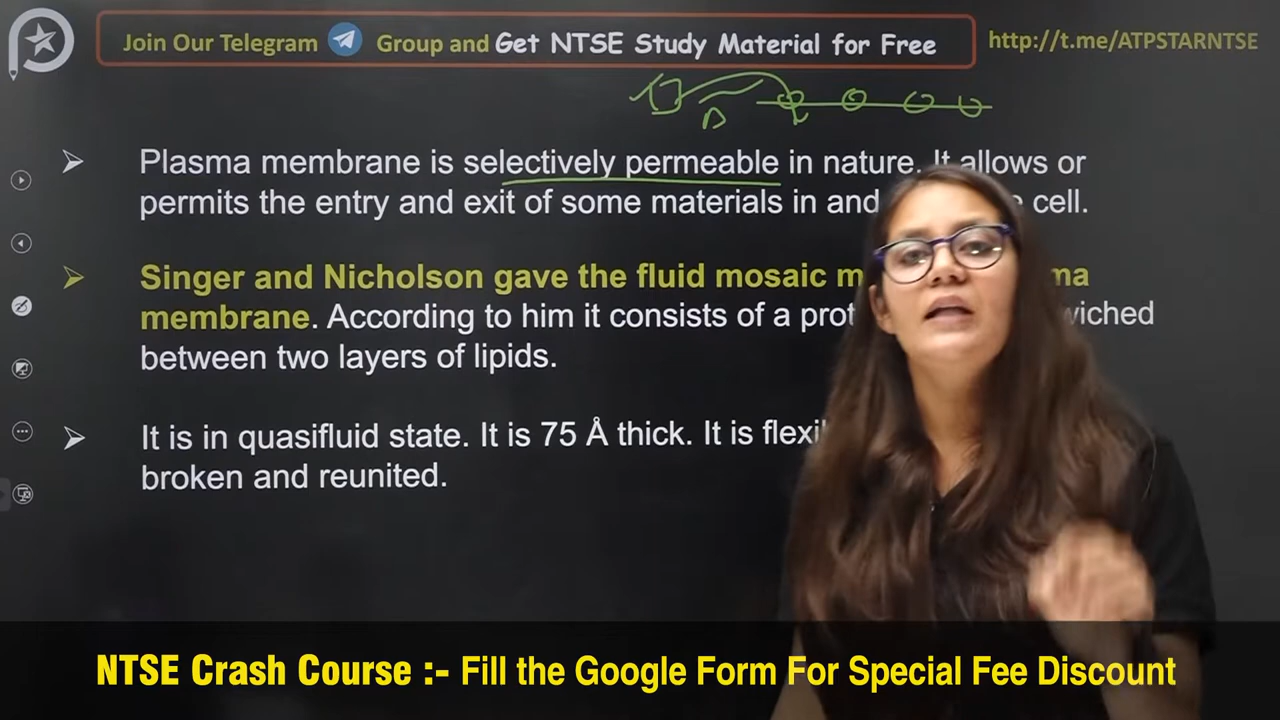 Join Our Telegram Group and Get NTSE Study Material for Free
http://t.me/ATPSTARNTSE
Plasma membrane is selectively permeable in nature. It allows or
permits the entry and exit of some materials in and cell.
Singer and Nicholson gave the fluid mosaic
membrane. According to him it consists of a
between two layers of lipids.
It is in quasifluid state. It is 75 Å thick. It is
broken and reunited.
NTSE Crash Course :- Fill the Google Form For Special Fee Discount